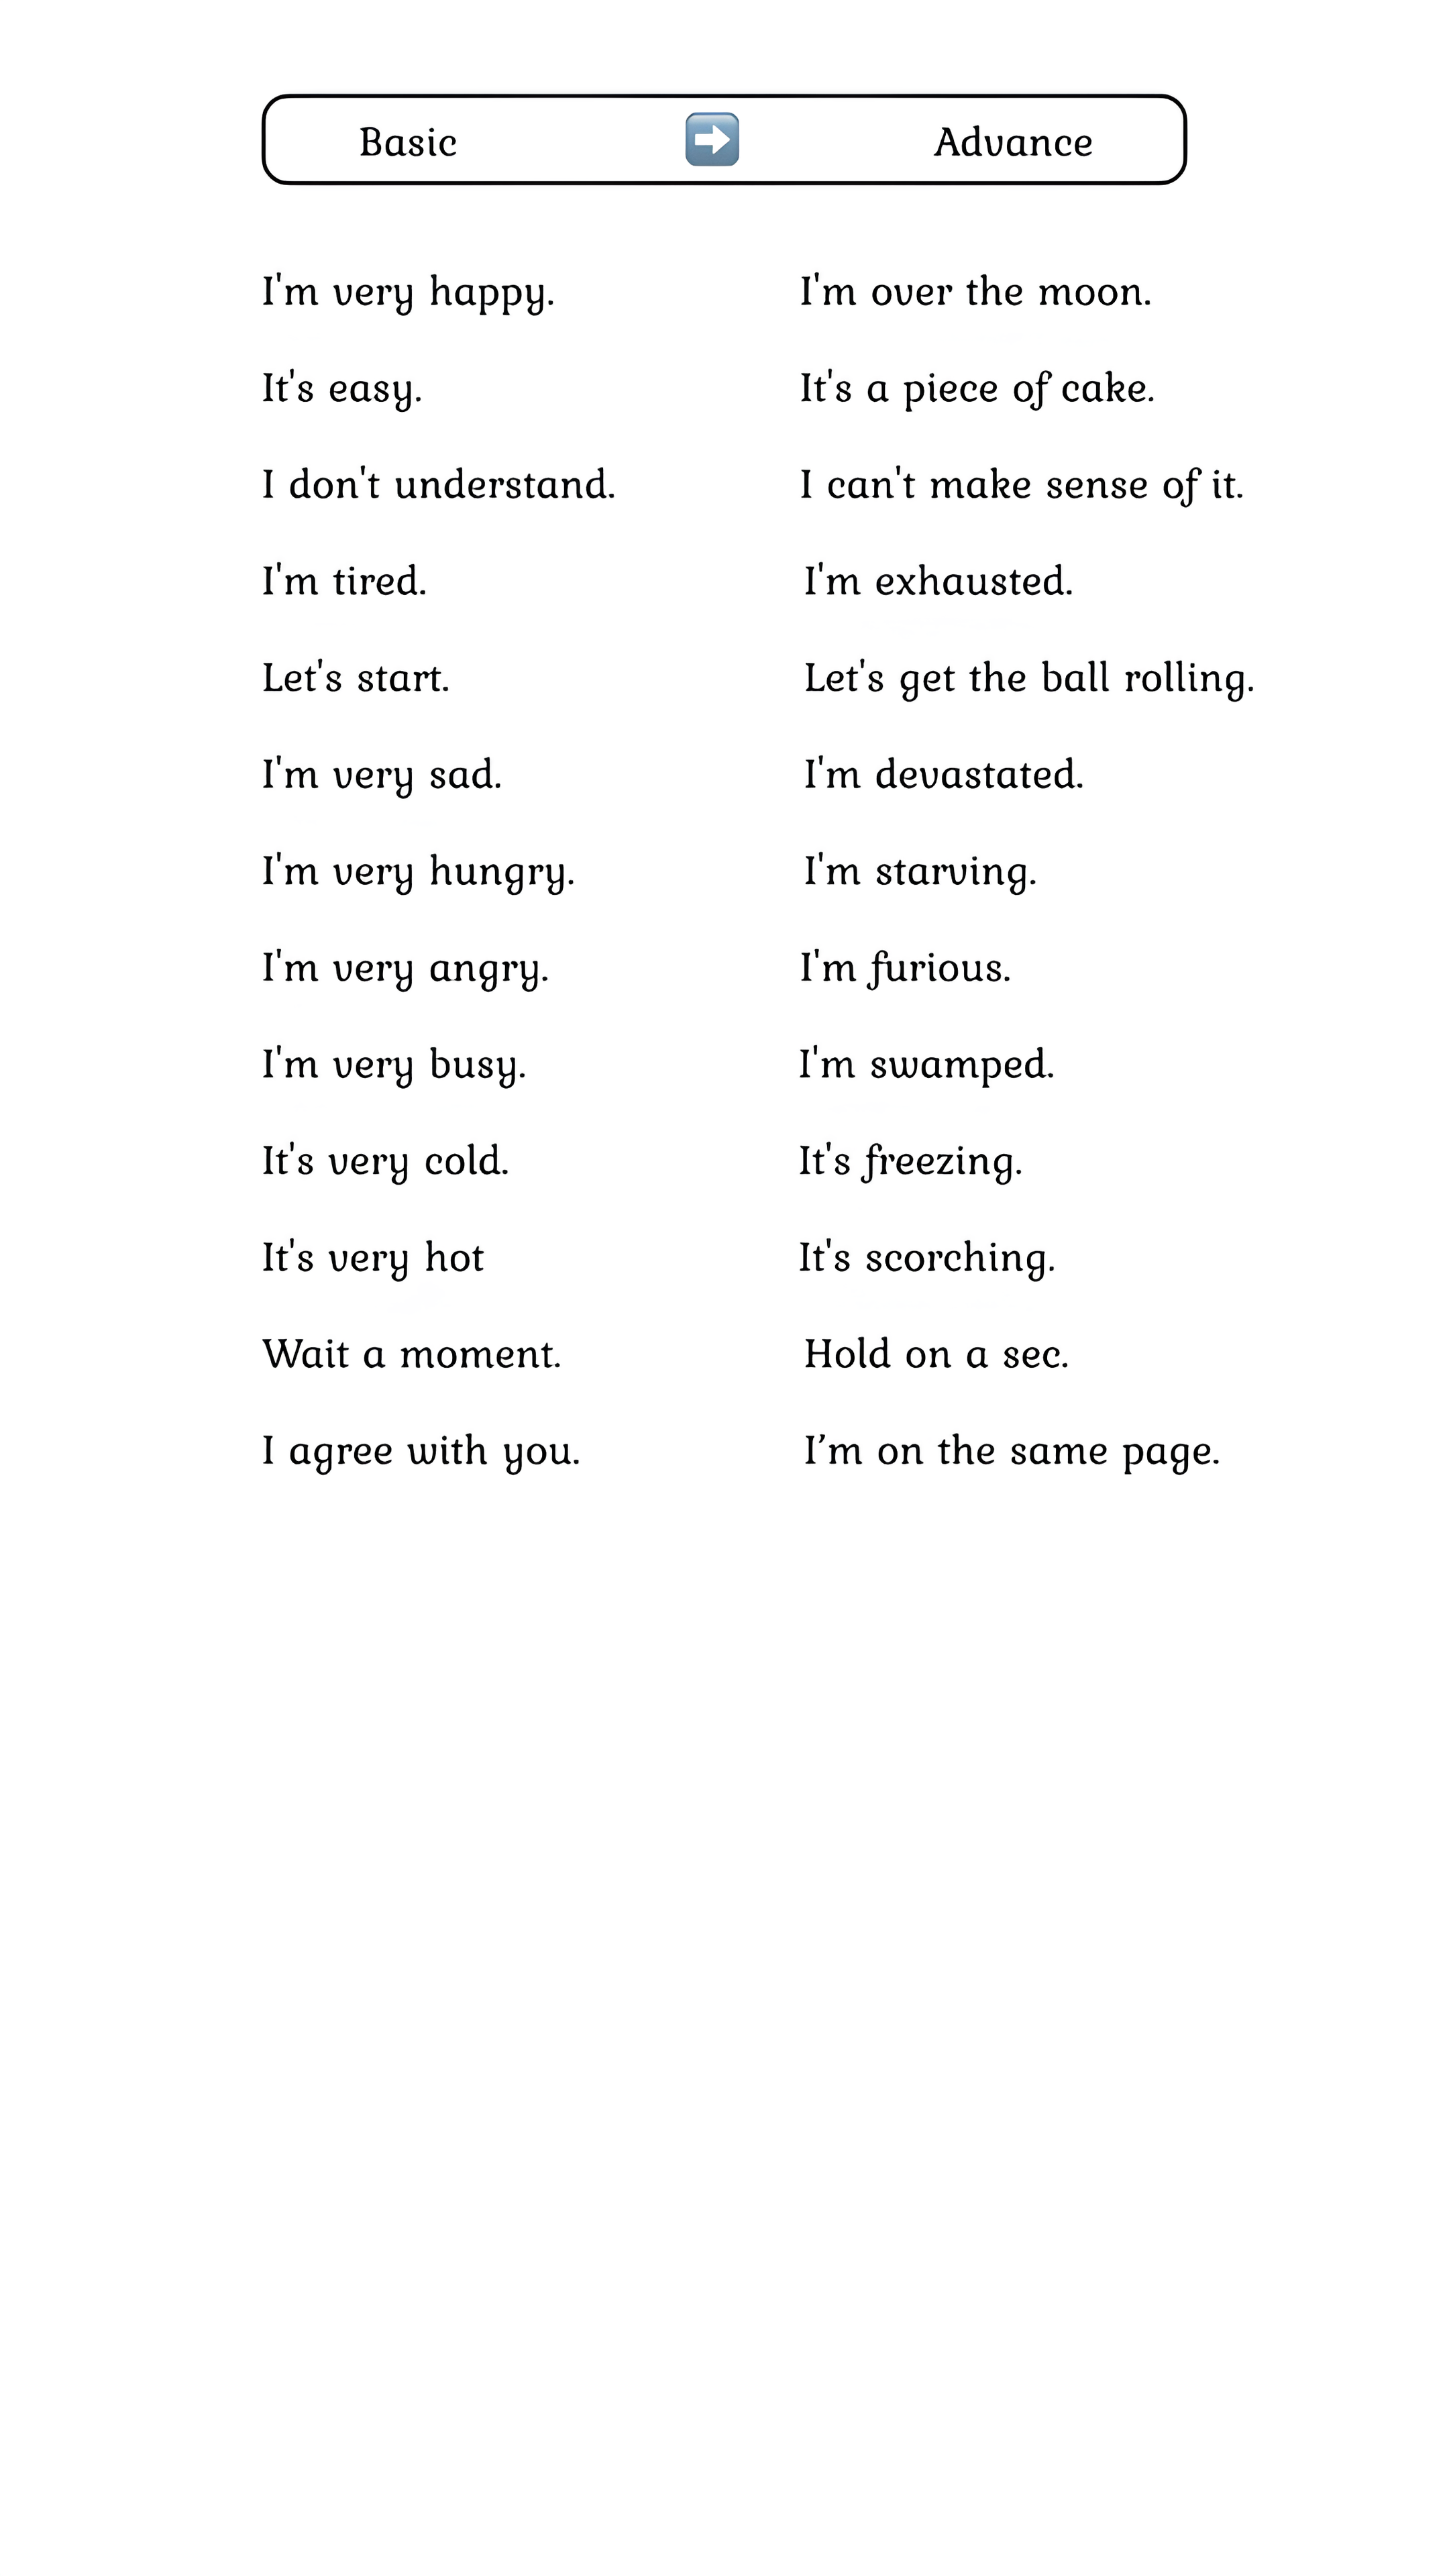 Basic ➡️ Advance
I'm very happy. I'm over the moon.
It's easy. It's a piece of cake.
I don't understand. I can't make sense of it.
I'm tired. I'm exhausted.
Let's start. Let's get the ball rolling.
I'm very sad. I'm devastated.
I'm very hungry. I'm starving.
I'm very angry. I'm furious.
I'm very busy. I'm swamped.
It's very cold. It's freezing.
It's very hot It's scorching.
Wait a moment. Hold on a sec.
I agree with you. I’m on the same page.